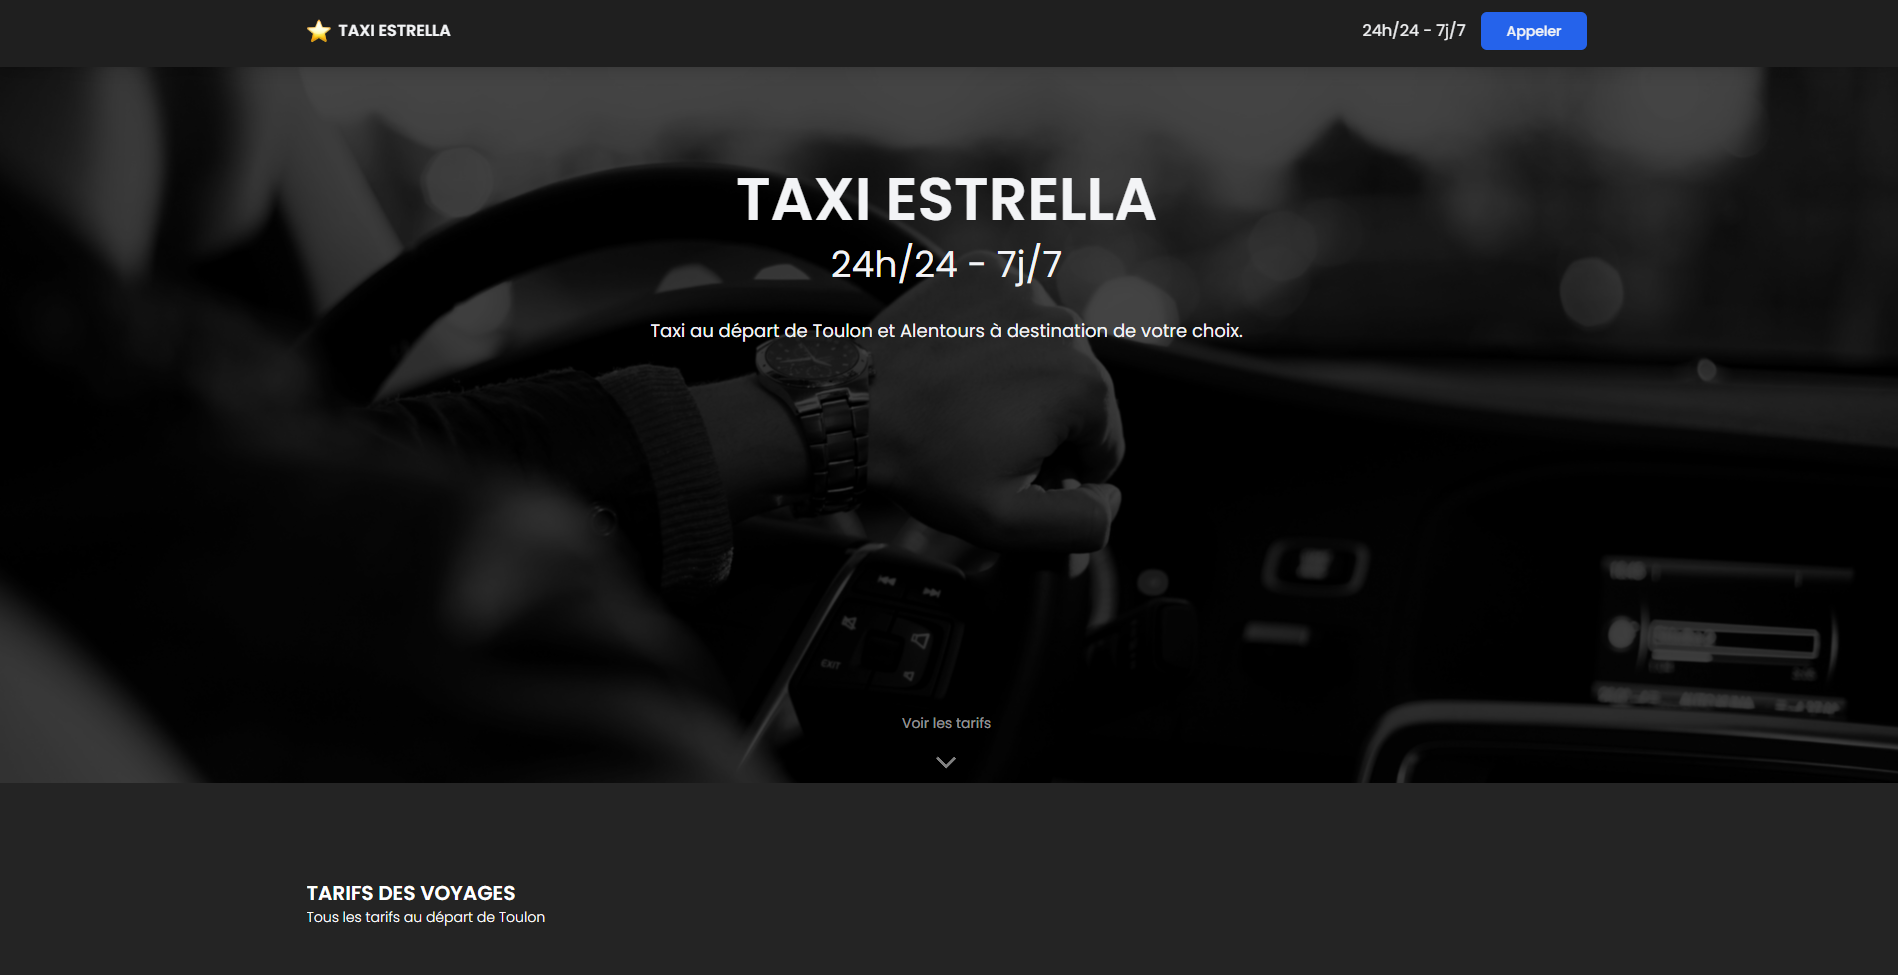 TAXI ESTRELLA
24h/24 - 7j/7
Appeler
TAXI ESTRELLA
24h/24 - 7j/7
Taxi au départ de Toulon et Alentours à destination de votre choix.
EXIT
Voir les tarifs
TARIFS DES VOYAGES
Tous les tarifs au départ de Toulon